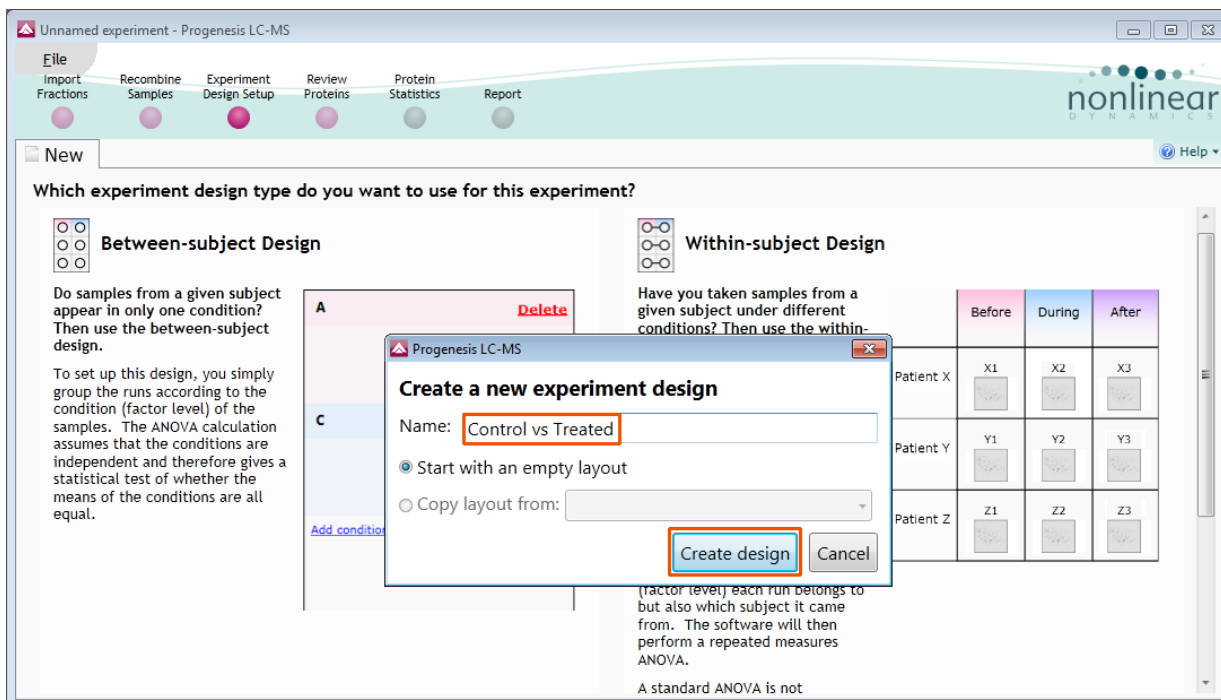 Unnamed experiment - Progenesis LC-MS
File
Import
Fractions
Recombine
Samples
Experiment
Design Setup
Review
Proteins
Protein
Statistics
Report
nonlinear
DYNAMICS
New
Help
Which experiment design type do you want to use for this experiment?
Between-subject Design
Do samples from a given subject
appear in only one condition?
Then use the between-subject
design.
To set up this design, you simply
group the runs according to the
condition (factor level) of the
samples. The ANOVA calculation
assumes that the conditions are
independent and therefore gives a
statistical test of whether the
means of the conditions are all
equal.
A
Delete
C
Add condition
Within-subject Design
Have you taken samples from a
given subject under different
conditions? Then use the within-
Before During After
Patient X X1 X2 X3
Patient Y Y1 Y2 Y3
Patient Z Z1 Z2 Z3
(factor level) each run belongs to
but also which subject it came
from. The software will then
perform a repeated measures
ANOVA.
A standard ANOVA is not
Progenesis LC-MS
Create a new experiment design
Name: Control vs Treated
Start with an empty layout
Copy layout from:
Create design Cancel